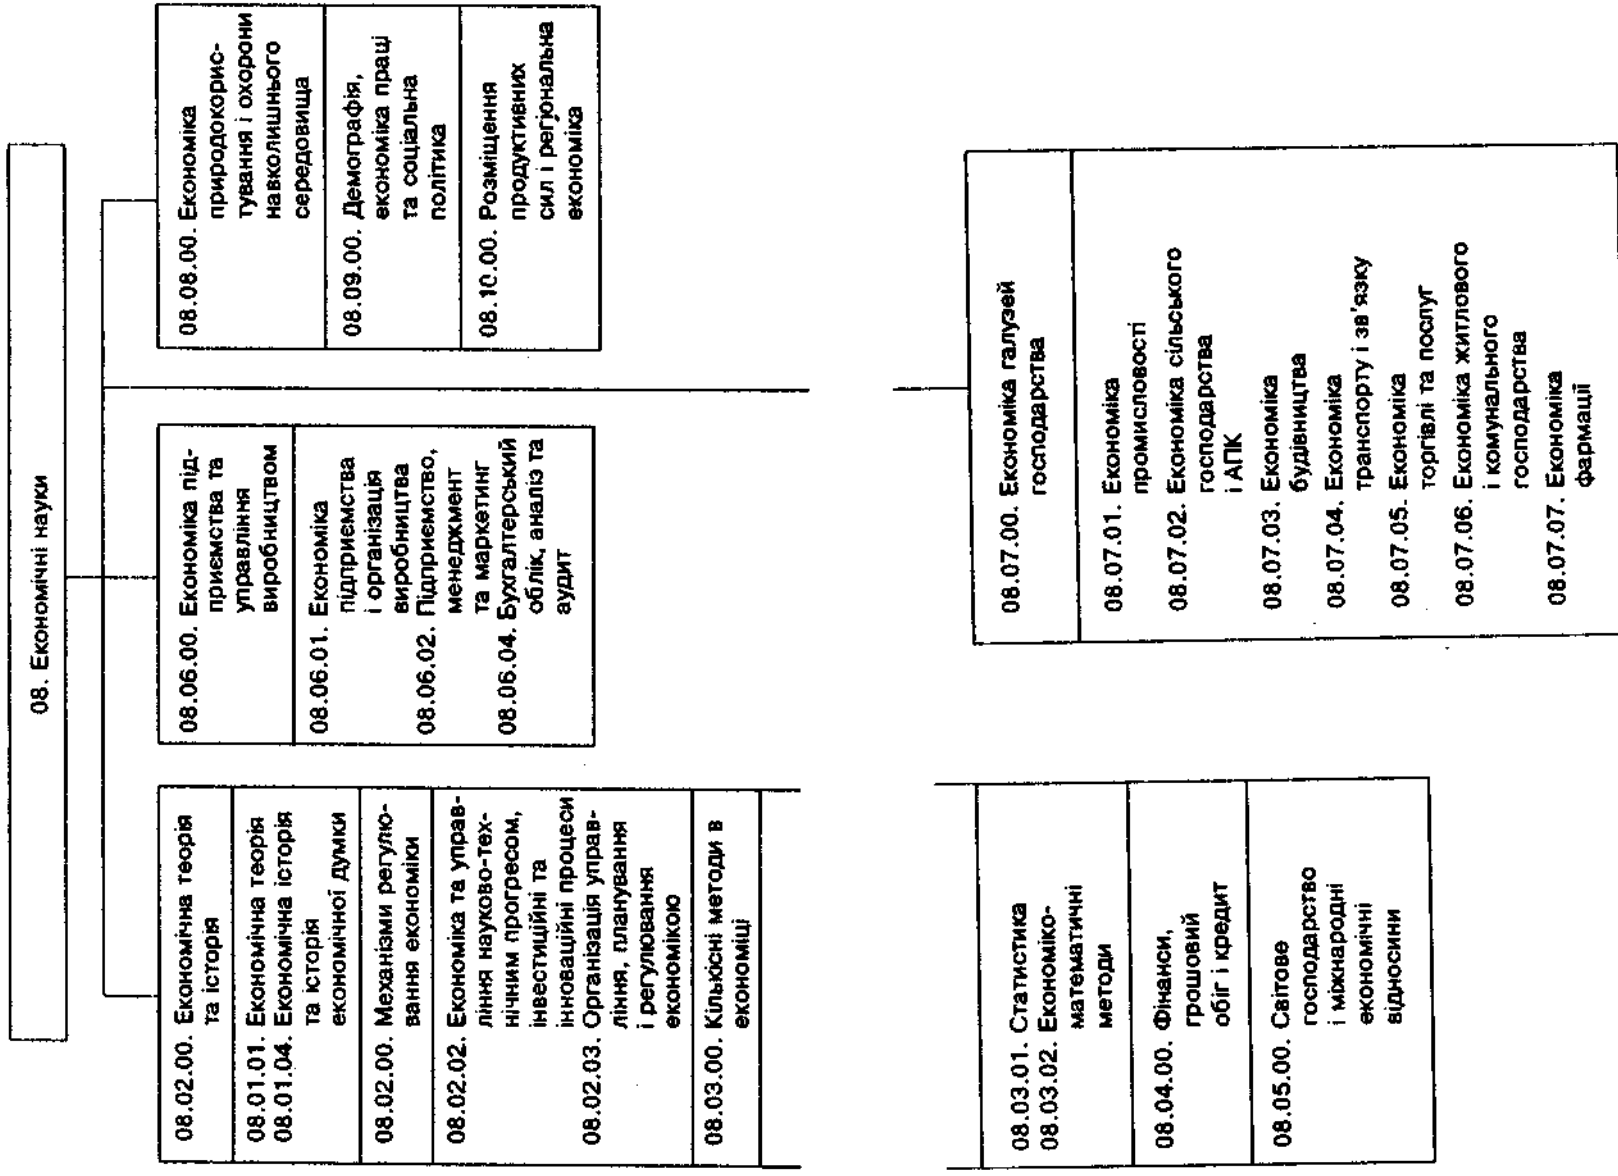 08. Економічні науки
08.02.00. Економічна теорія
та історія
08.01.01. Економічна теорія
08.01.04. Економічна історія
та історія
економічної думки
08.02.00. Механізми регулю-
вання економіки
08.02.02. Економіка та управ-
ління науково-тех-
нічним прогресом,
інвестиційні та
інноваційні процеси
08.02.03. Організація управ-
ління, планування
і регулювання
економікою
08.03.00. Кількісні методи в
економіці
08.06.00. Економіка під-
приємства та
управління
виробництвом
08.06.01. Економіка
підприємства
і організація
виробництва
08.06.02. Підприємство,
менеджмент
та маркетинг
08.06.04. Бухгалтерський
облік, аналіз та
аудит
08.08.00. Економіка
природокорис-
тування і охорони
навколишнього
середовища
08.09.00. Демографія,
економіка праці
та соціальна
політика
08.10.00. Розміщення
продуктивних
сил і регіональна
економіка
08.03.01. Статистика
08.03.02. Економіко-
математичні
методи
08.04.00. Фінанси,
грошовий
обіг і кредит
08.05.00. Світове
господарство
і міжнародні
економічні
відносини
08.07.00. Економіка галузей
господарства
08.07.01. Економіка
промисловості
08.07.02. Економіка сільського
господарства
і АПК
08.07.03. Економіка
будівництва
08.07.04. Економіка
транспорту і зв'язку
08.07.05. Економіка
торгівлі та послуг
08.07.06. Економіка житлового
і комунального
господарства
08.07.07. Економіка
фармації